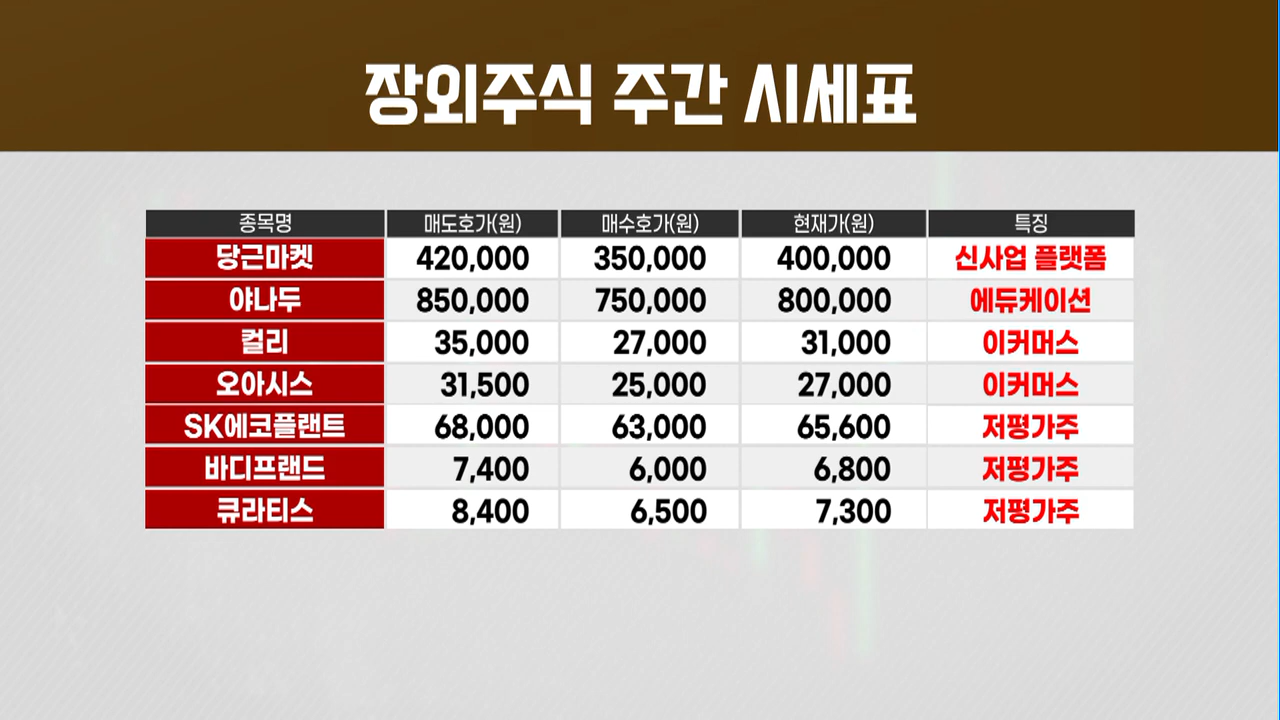 장외주식 주간 시세표
종목명 매도호가(원) 매수호가(원) 현재가(원) 특징
당근마켓 420,000 350,000 400,000 신사업 플랫폼
야나두 850,000 750,000 800,000 에듀케이션
컬리 35,000 27,000 31,000 이커머스
오아시스 31,500 25,000 27,000 이커머스
SK에코플랜트 68,000 63,000 65,600 저평가주
바디프랜드 7,400 6,000 6,800 저평가주
큐라티스 8,400 6,500 7,300 저평가주